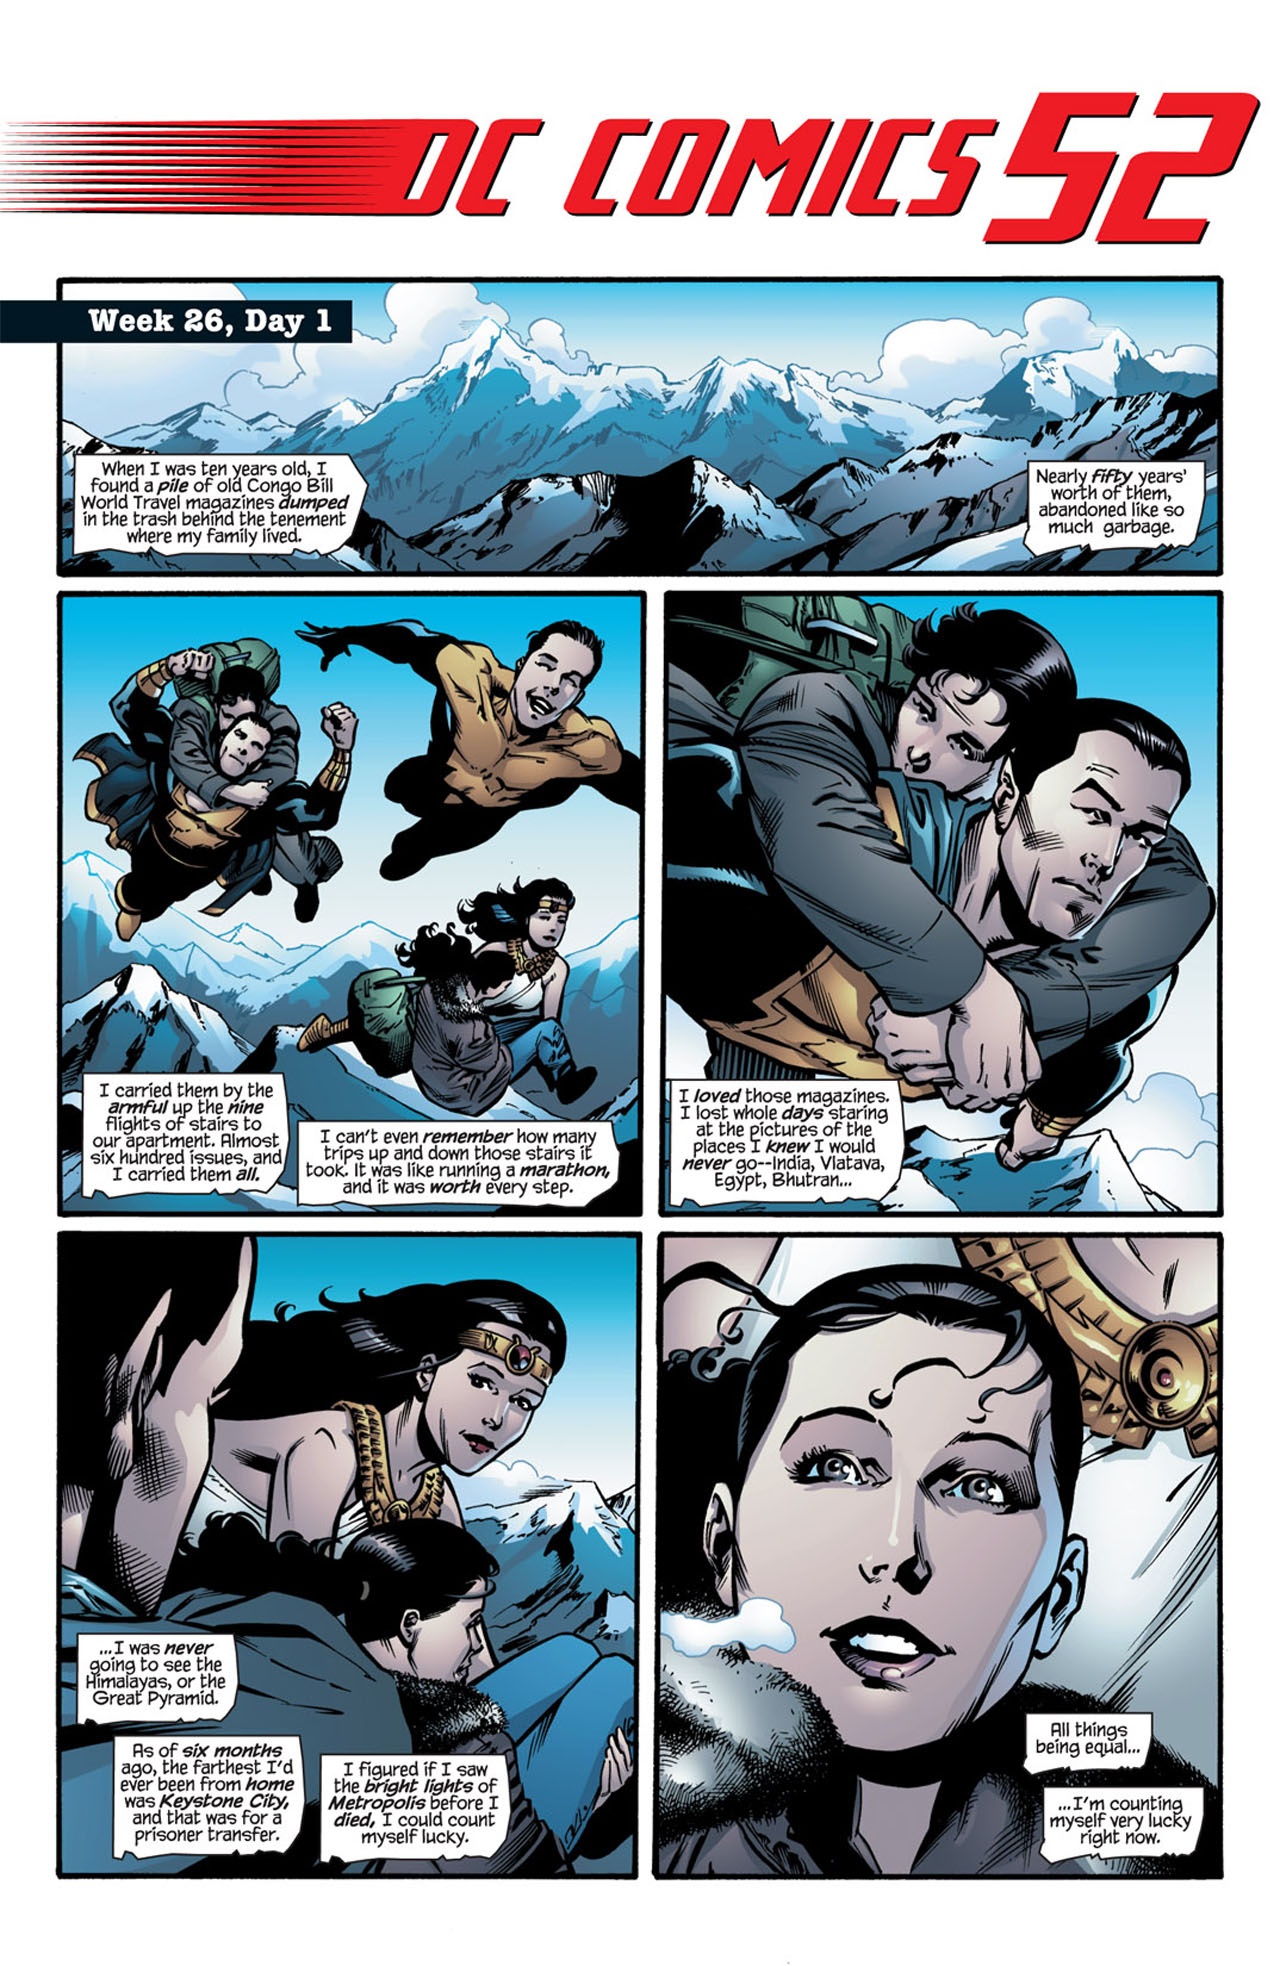 DC COMICS 52
Week 26, Day 1
When I was ten years old, I
found a pile of old Congo Bill
World Travel magazines dumped
in the trash behind the tenement
where my family lived.
Nearly fifty years'
worth of them,
abandoned like so
much garbage.
I carried them by the
armful up the nine
flights of stairs to
our apartment. Almost
six hundred issues, and
I carried them all.
I can't even remember how many
trips up and down those stairs it
took. It was like running a marathon,
and it was worth every step.
I loved those magazines.
I lost whole days staring
at the pictures of the
places I knew I would
never go--India, Vlatava,
Egypt, Bhutran...
...I was never
going to see the
Himalayas, or the
Great Pyramid.
As of six months
ago, the farthest I'd
ever been from home
was Keystone City,
and that was for a
prisoner transfer.
I figured if I saw
the bright lights of
Metropolis before I
died, I could count
myself lucky.
All things
being equal...
...I'm counting
myself very lucky
right now.